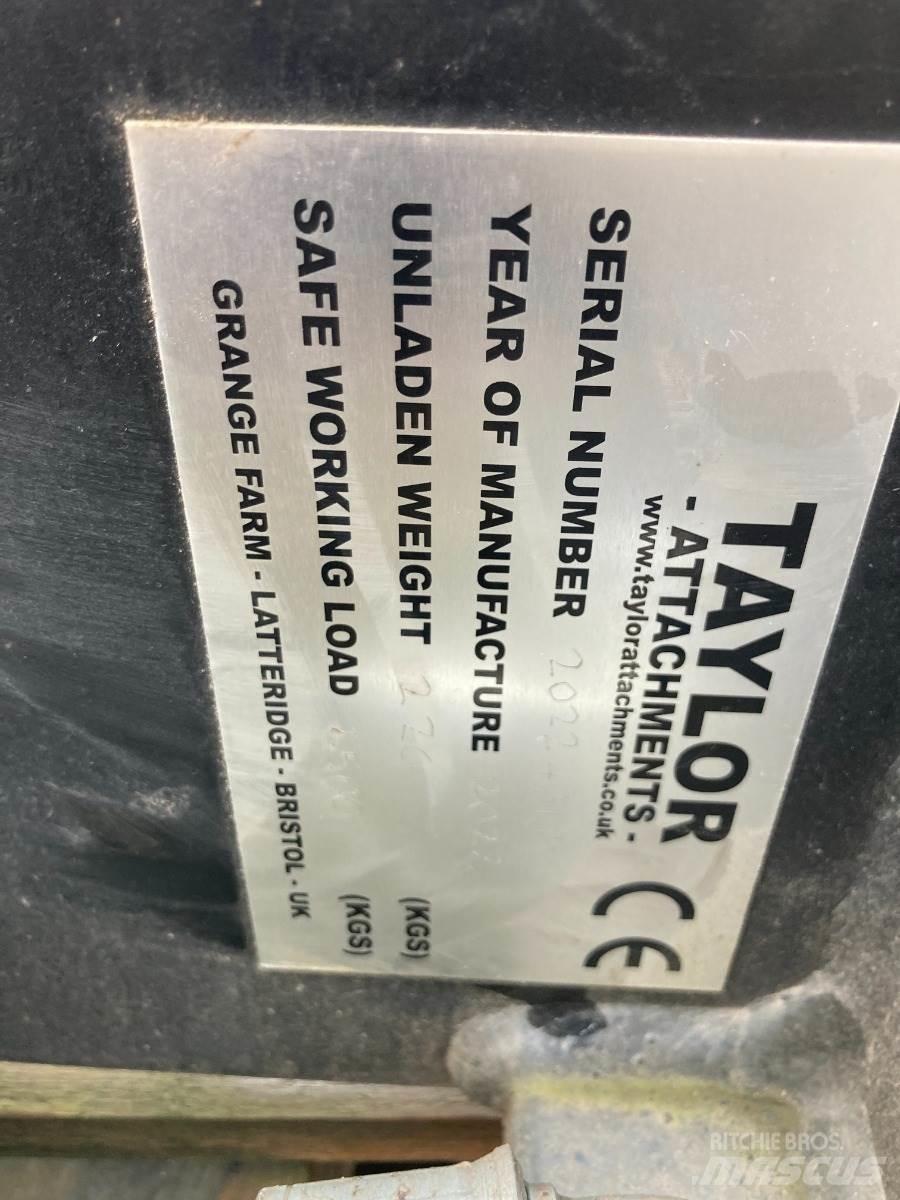 TAYLOR
- ATTACHMENTS -
www.taylorattachments.co.uk
CE
SERIAL NUMBER
YEAR OF MANUFACTURE 2022
UNLADEN WEIGHT (KGS)
SAFE WORKING LOAD (KGS)
GRANGE FARM - LATTERIDGE - BRISTOL - UK
RITCHIE BROS.
MASCUS